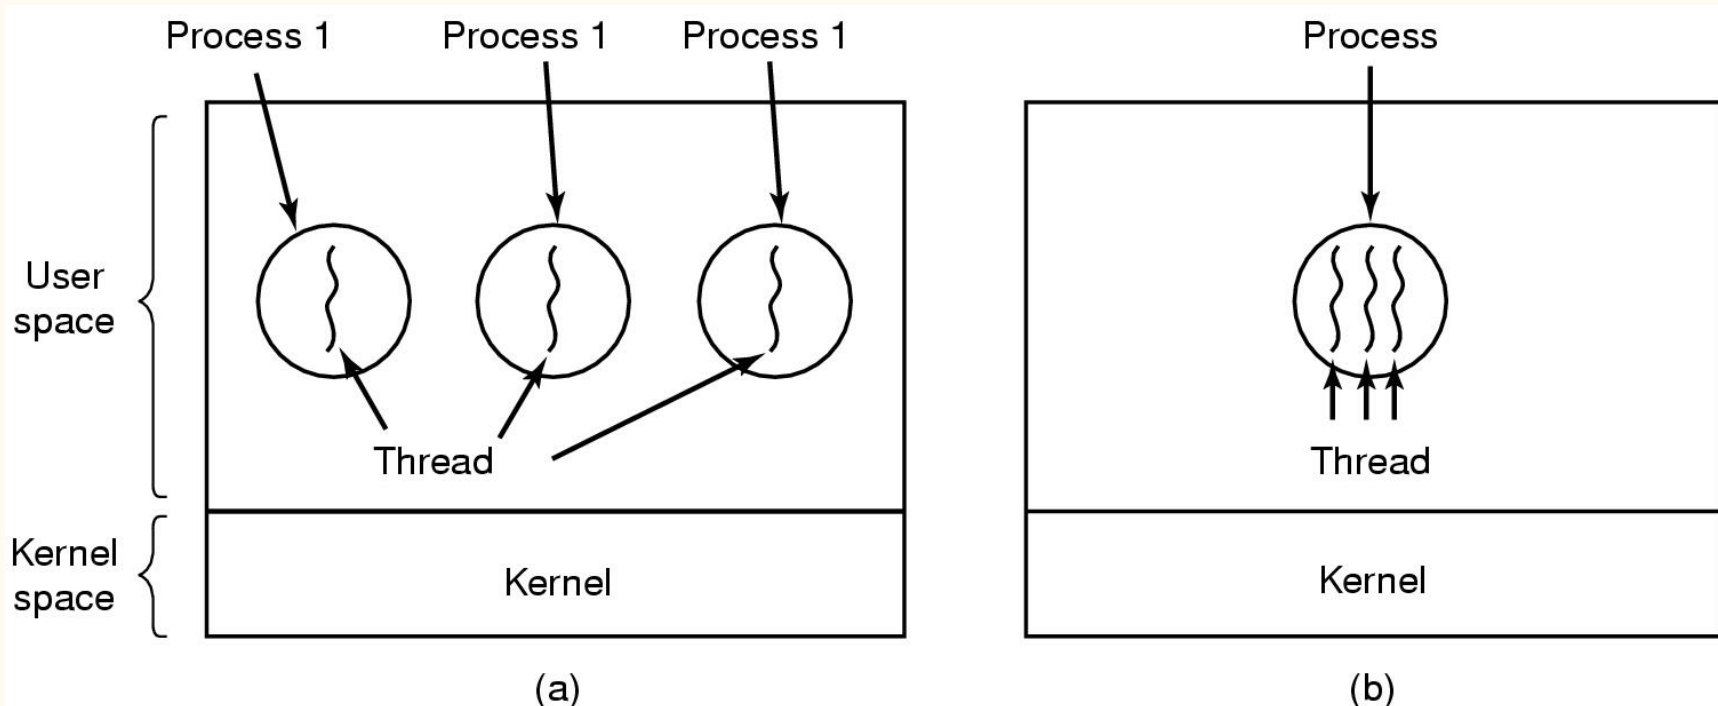 Process 1 Process 1 Process 1
Process
User
space
Thread
Thread
Kernel
space
Kernel
Kernel
(a)
(b)